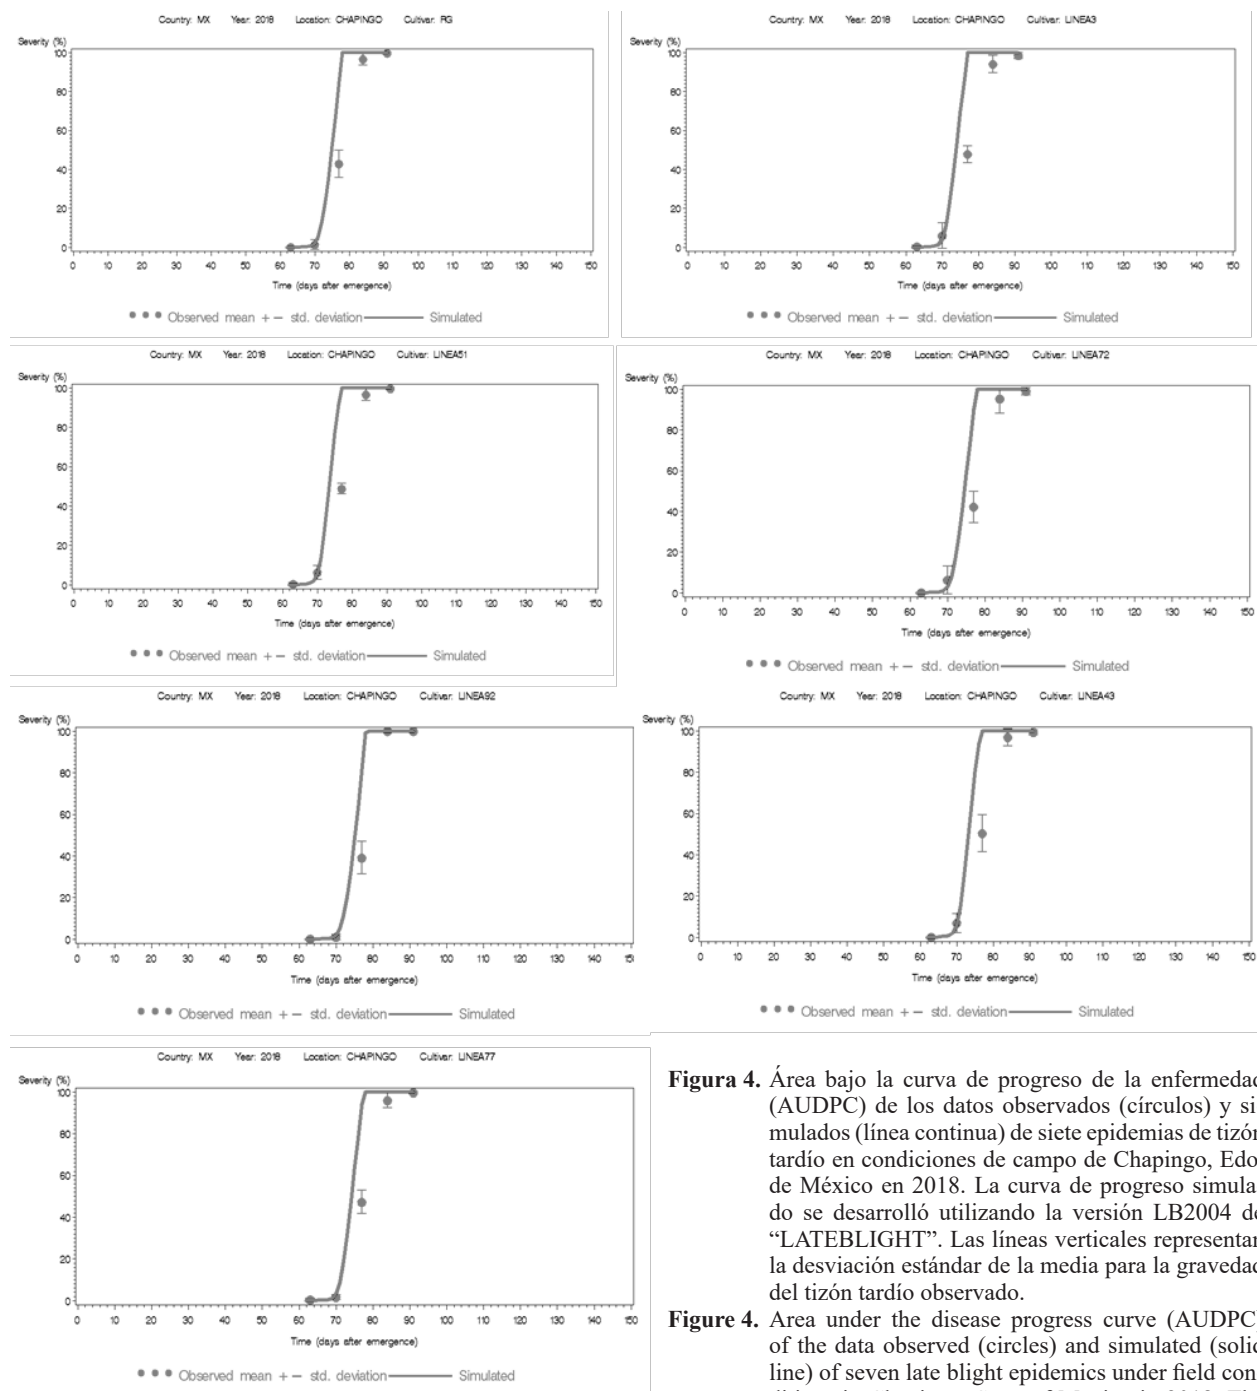 Country: MX Year: 2018 Location: CHAPINGO Cultivar: RG
Severity (%)
100
80
60
40
20
0
0 10 20 30 40 50 60 70 80 90 100 110 120 130 140 150
Time (days after emergence)
Observed mean +− std. deviation Simulated
Country: MX Year: 2018 Location: CHAPINGO Cultivar: LINEA3
Severity (%)
100
80
60
40
20
0
0 10 20 30 40 50 60 70 80 90 100 110 120 130 140 150
Time (days after emergence)
Observed mean +− std. deviation Simulated
Country: MX Year: 2018 Location: CHAPINGO Cultivar: LINEA51
Severity (%)
100
80
60
40
20
0
0 10 20 30 40 50 60 70 80 90 100 110 120 130 140 150
Time (days after emergence)
Observed mean +− std. deviation Simulated
Country: MX Year: 2018 Location: CHAPINGO Cultivar: LINEA72
Severity (%)
100
80
60
40
20
0
0 10 20 30 40 50 60 70 80 90 100 110 120 130 140 150
Time (days after emergence)
Observed mean +− std. deviation Simulated
Country: MX Year: 2018 Location: CHAPINGO Cultivar: LINEA92
Severity (%)
100
80
60
40
20
0
0 10 20 30 40 50 60 70 80 90 100 110 120 130 140 15
Time (days after emergence)
Observed mean +− std. deviation Simulated
Country: MX Year: 2018 Location: CHAPINGO Cultivar: LINEA43
Severity (%)
100
80
60
40
20
0
0 10 20 30 40 50 60 70 80 90 100 110 120 130 140 150
Time (days after emergence)
Observed mean +− std. deviation Simulated
Country: MX Year: 2018 Location: CHAPINGO Cultivar: LINEA77
Severity (%)
100
80
60
40
20
0
0 10 20 30 40 50 60 70 80 90 100 110 120 130 140 150
Time (days after emergence)
Observed mean +− std. deviation Simulated
Figura 4. Área bajo la curva de progreso de la enfermedad
(AUDPC) de los datos observados (círculos) y si
mulados (línea continua) de siete epidemias de tizón
tardío en condiciones de campo de Chapingo, Edo.
de México en 2018. La curva de progreso simula
do se desarrolló utilizando la versión LB2004 de
“LATEBLIGHT”. Las líneas verticales representan
la desviación estándar de la media para la gravedad
del tizón tardío observado.
Figure 4. Area under the disease progress curve (AUDPC)
of the data observed (circles) and simulated (solid
line) of seven late blight epidemics under field con